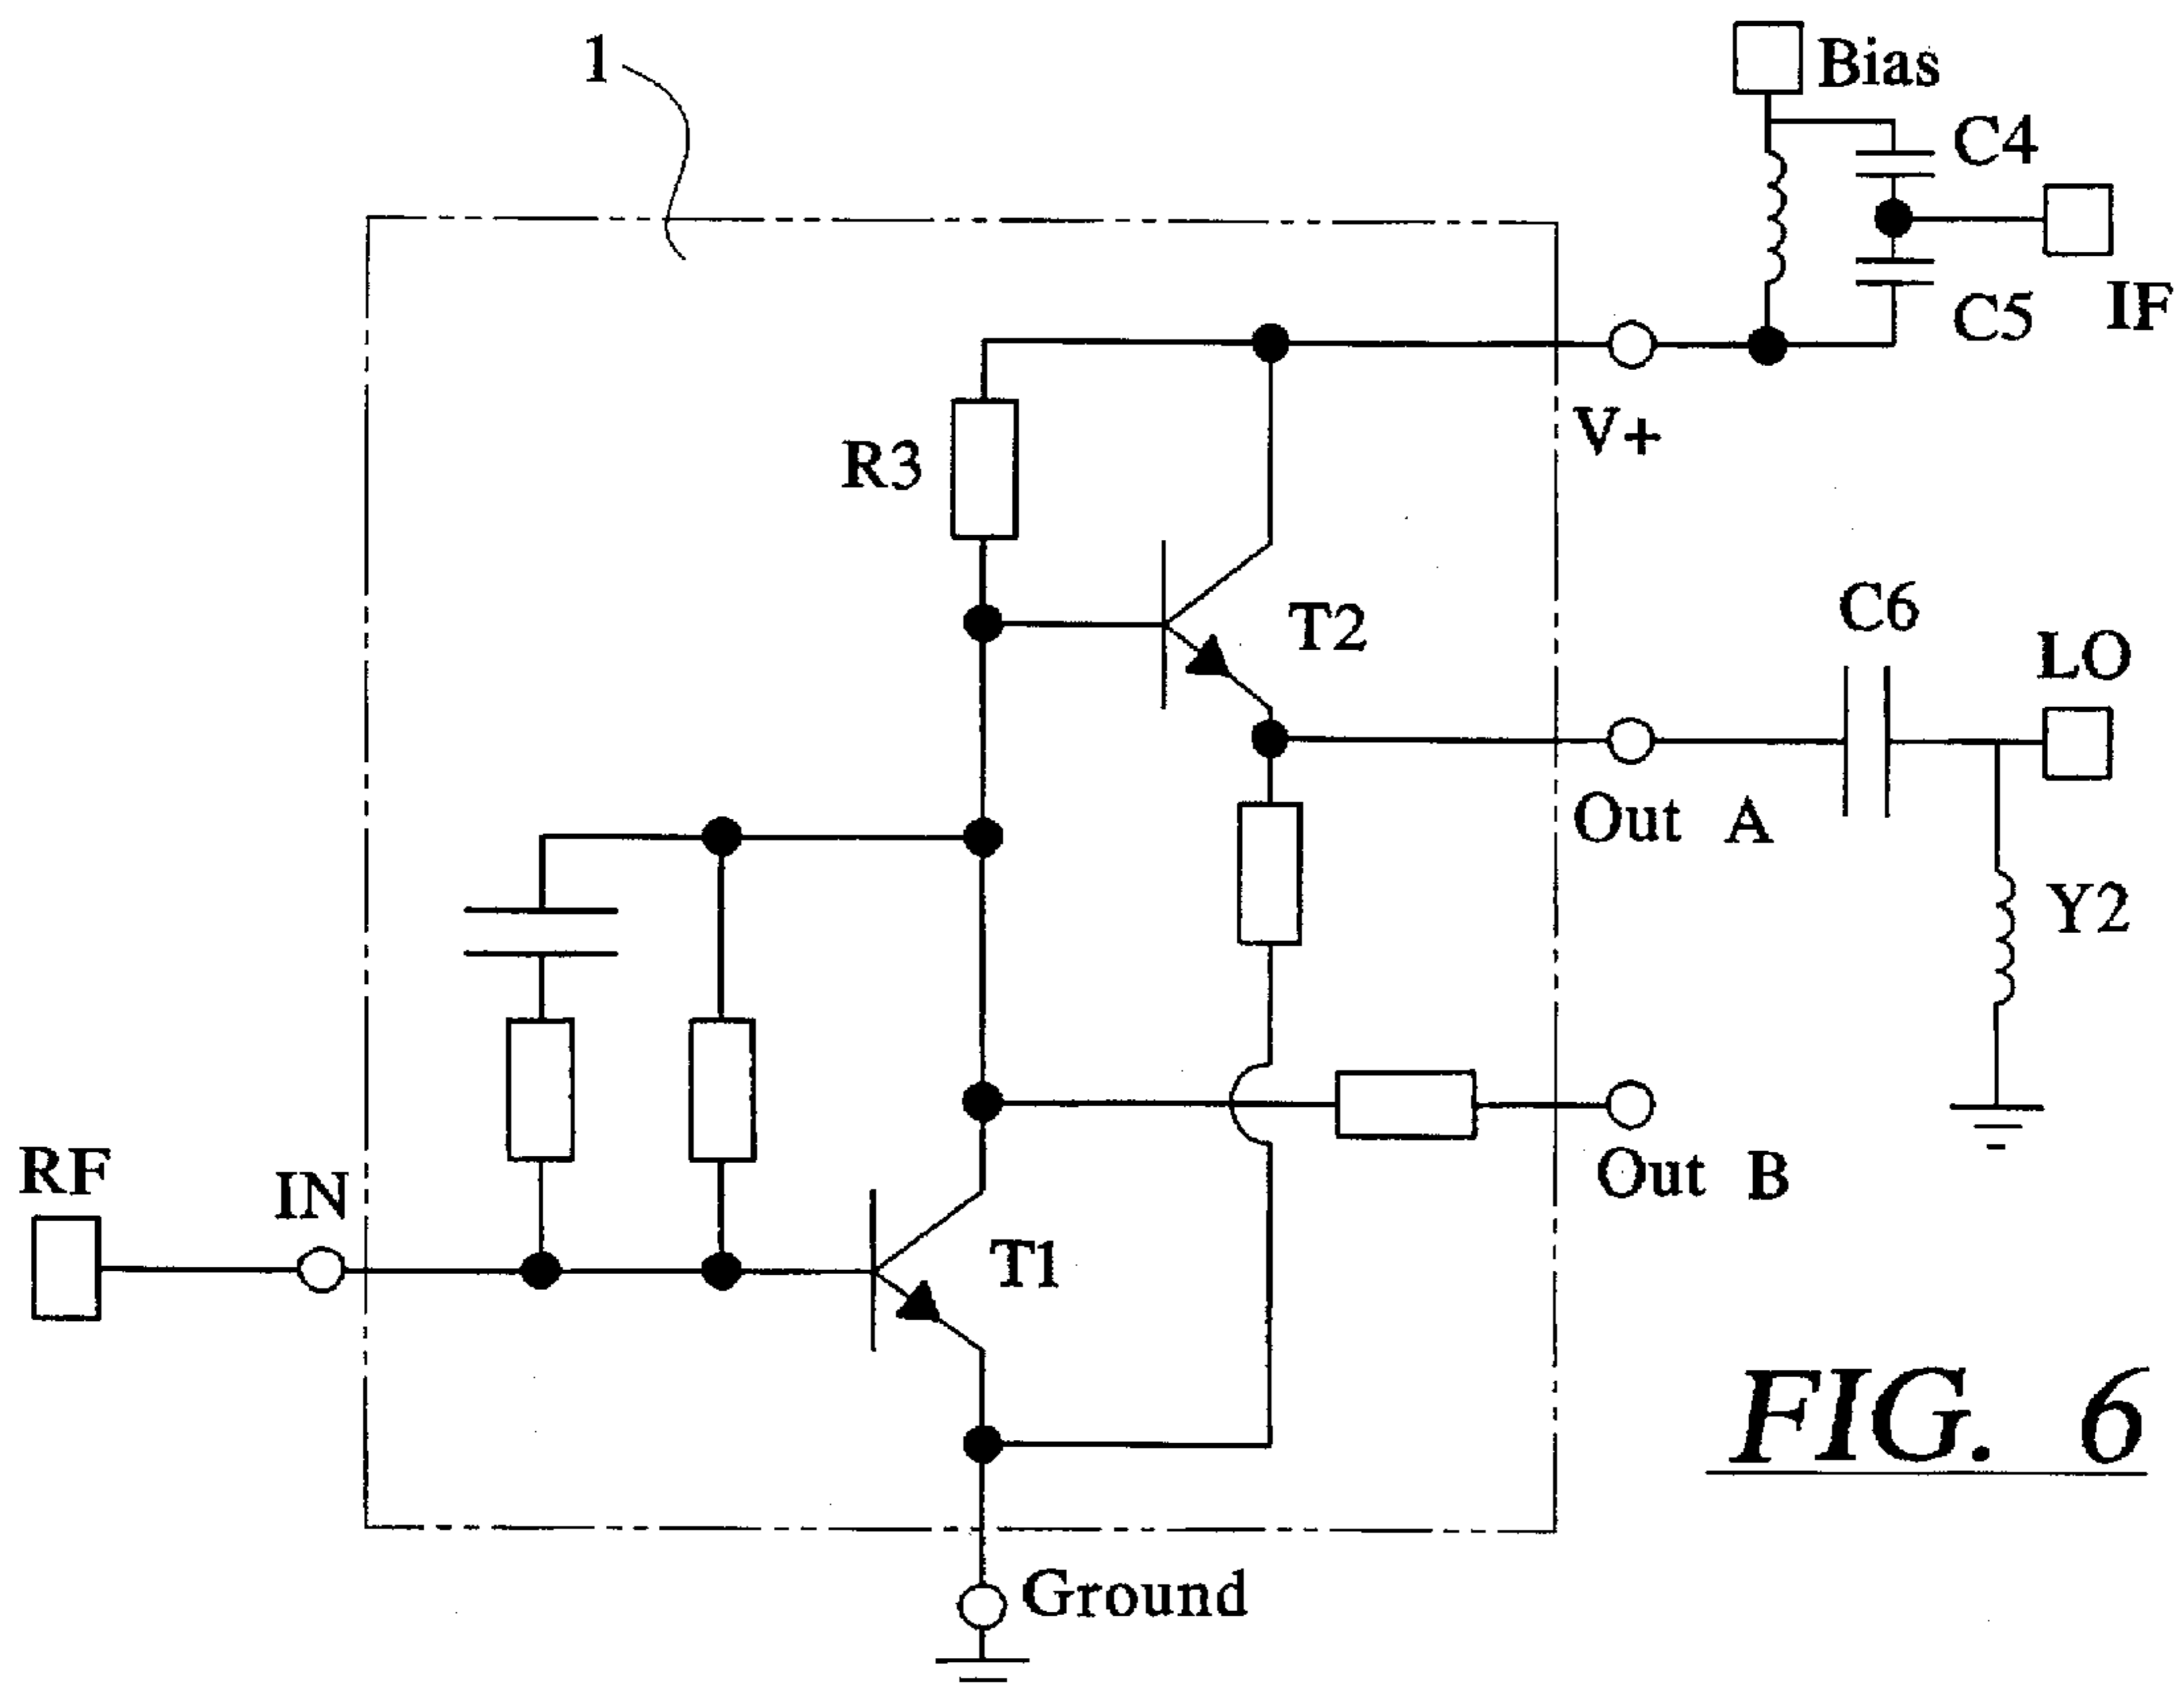 1
Bias
C4
IF
C5
R3
V+
T2
C6
LO
Out A
Y2
RF
IN
Out B
T1
FIG. 6
Ground